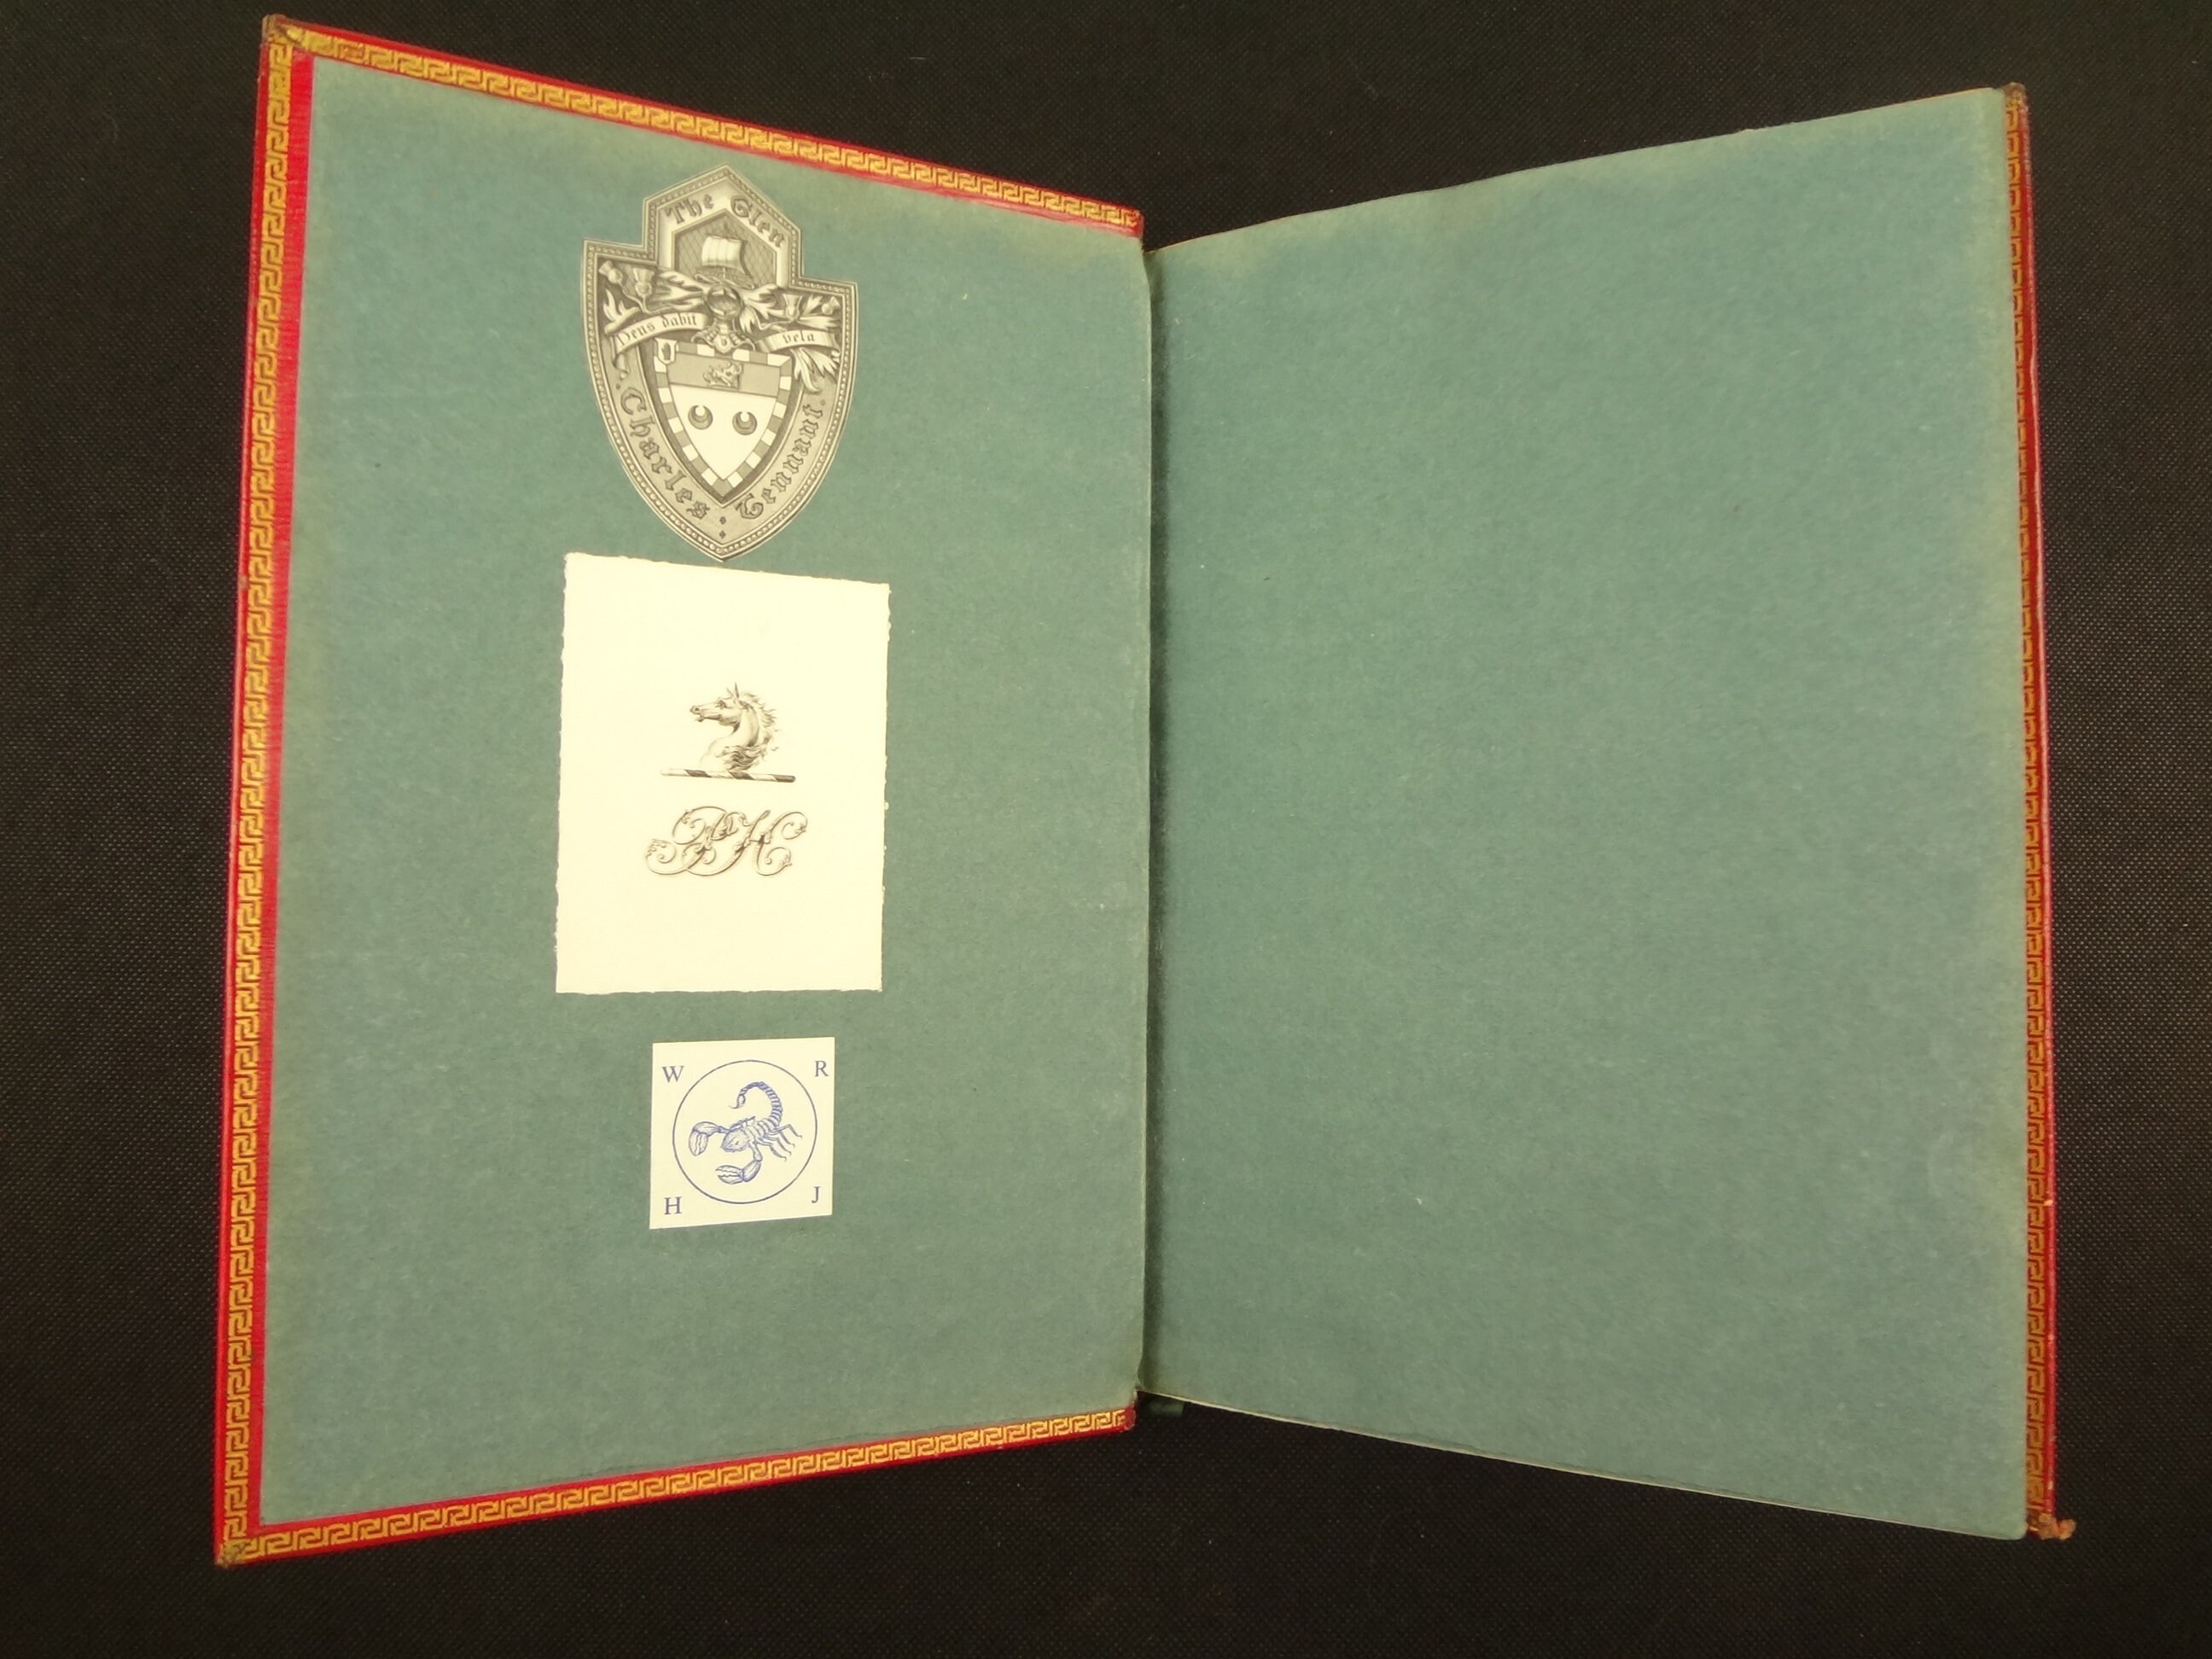 The Glen
Deus dabit vela
Charles Tennant.
W R
H J